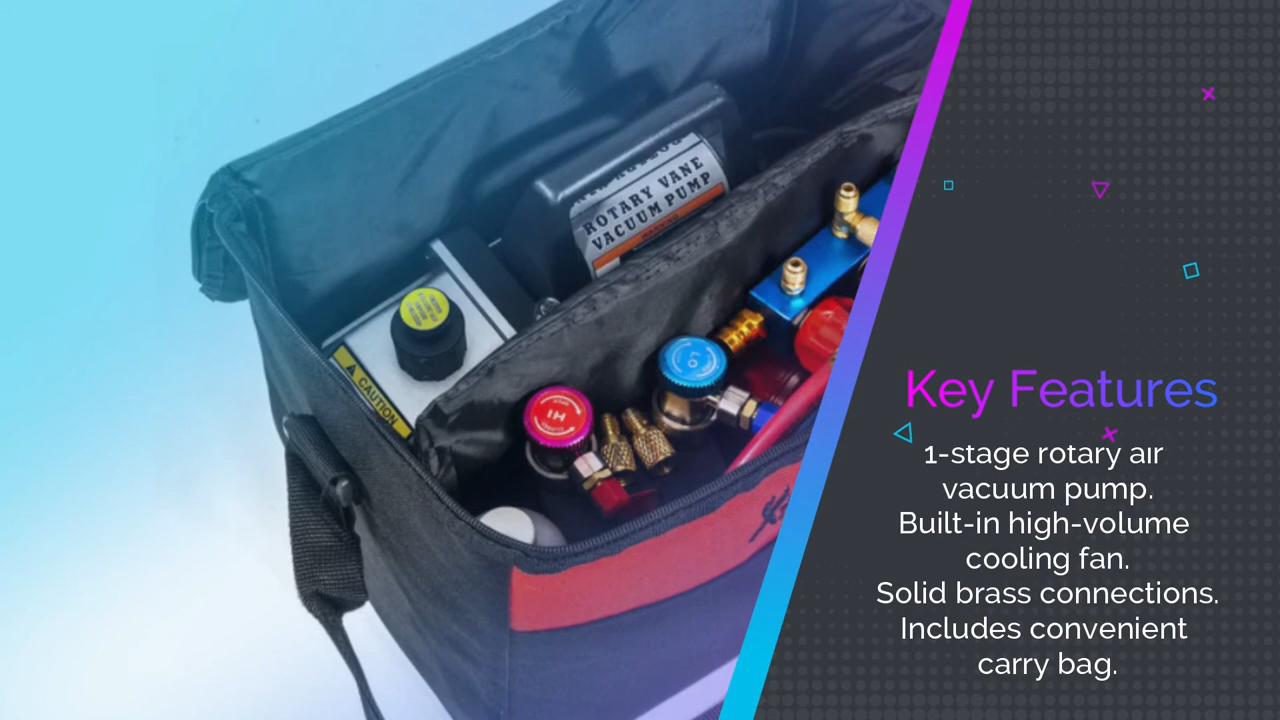 ROTARY VANE
VACUUM PUMP
CAUTION
LO
HI
Key Features
1-stage rotary air
vacuum pump.
Built-in high-volume
cooling fan.
Solid brass connections.
Includes convenient
carry bag.